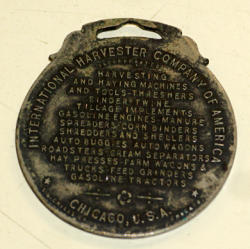 INTERNATIONAL HARVESTER COMPANY OF AMERICA
HARVESTING
AND HAYING MACHINES
AND TOOLS-THRESHERS
BINDER TWINE
TILLAGE IMPLEMENTS
GASOLINE ENGINES-MANURE
SPREADERS-CORN BINDERS
SHREDDERS AND SHELLERS
AUTO BUGGIES-AUTO WAGONS
ROADSTERS-CREAM SEPARATORS
HAY PRESSES-FARM WAGONS &
TRUCKS-FEED GRINDERS
GASOLINE TRACTORS
CHICAGO, U.S.A.